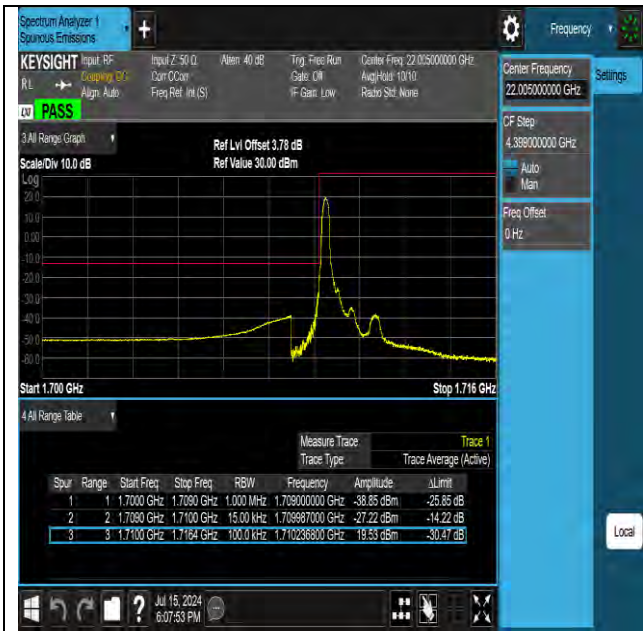 Spectrum Analyzer 1
Spurious Emissions
+
Frequency
KEYSIGHT
RL
Input: RF
Coupling: DC
Align: Auto
Input Z: 50 Ω
Corr CCorr
Freq Ref: Int (S)
Atten: 40 dB
Trig: Free Run
Gate: Off
IF Gain: Low
Center Freq: 22.005000000 GHz
Avg|Hold: 10/10
Radio Std: None
PASS
3 All Range Graph
Scale/Div 10.0 dB
Ref Lvl Offset 3.78 dB
Ref Value 30.00 dBm
Log
20.0
10.0
0.00
-10.0
-20.0
-30.0
-40.0
-50.0
-60.0
Start 1.700 GHz
Stop 1.716 GHz
4 All Range Table
Measure Trace Trace 1
Trace Type Trace Average (Active)
Spur Range Start Freq Stop Freq RBW Frequency Amplitude ΔLimit
1 1 1.7000 GHz 1.7090 GHz 1.000 MHz 1.709000000 GHz -38.85 dBm -25.85 dB
2 2 1.7090 GHz 1.7100 GHz 15.00 kHz 1.709987000 GHz -27.22 dBm -14.22 dB
3 3 1.7100 GHz 1.7164 GHz 100.0 kHz 1.710236800 GHz 19.53 dBm -30.47 dB
Center Frequency
22.005000000 GHz
Settings
CF Step
4.399000000 GHz
Auto
Man
Freq Offset
0 Hz
Local
?
Jul 15, 2024
6:07:53 PM